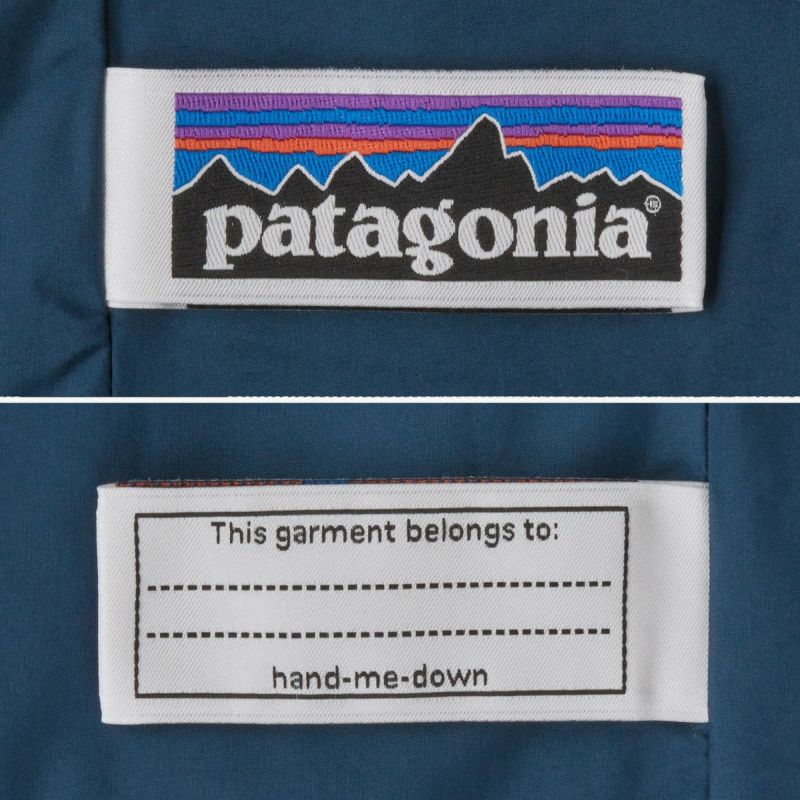 patagonia®
This garment belongs to:
hand-me-down